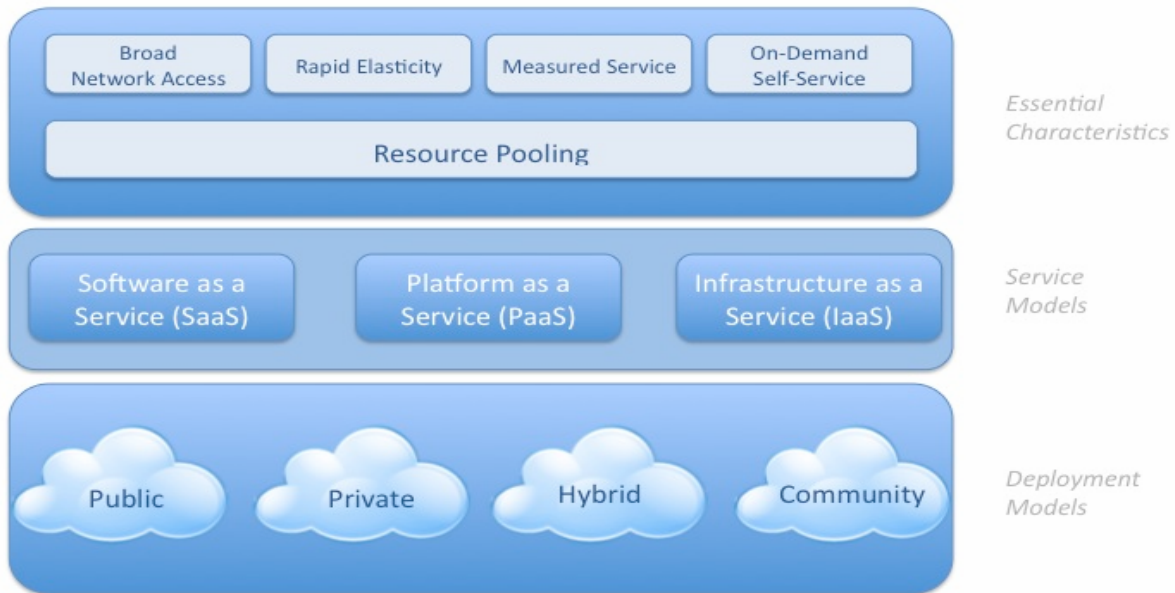 Broad
Network Access
Rapid Elasticity
Measured Service
On-Demand
Self-Service
Resource Pooling
Essential
Characteristics
Software as a
Service (SaaS)
Platform as a
Service (PaaS)
Infrastructure as a
Service (IaaS)
Service
Models
Public
Private
Hybrid
Community
Deployment
Models